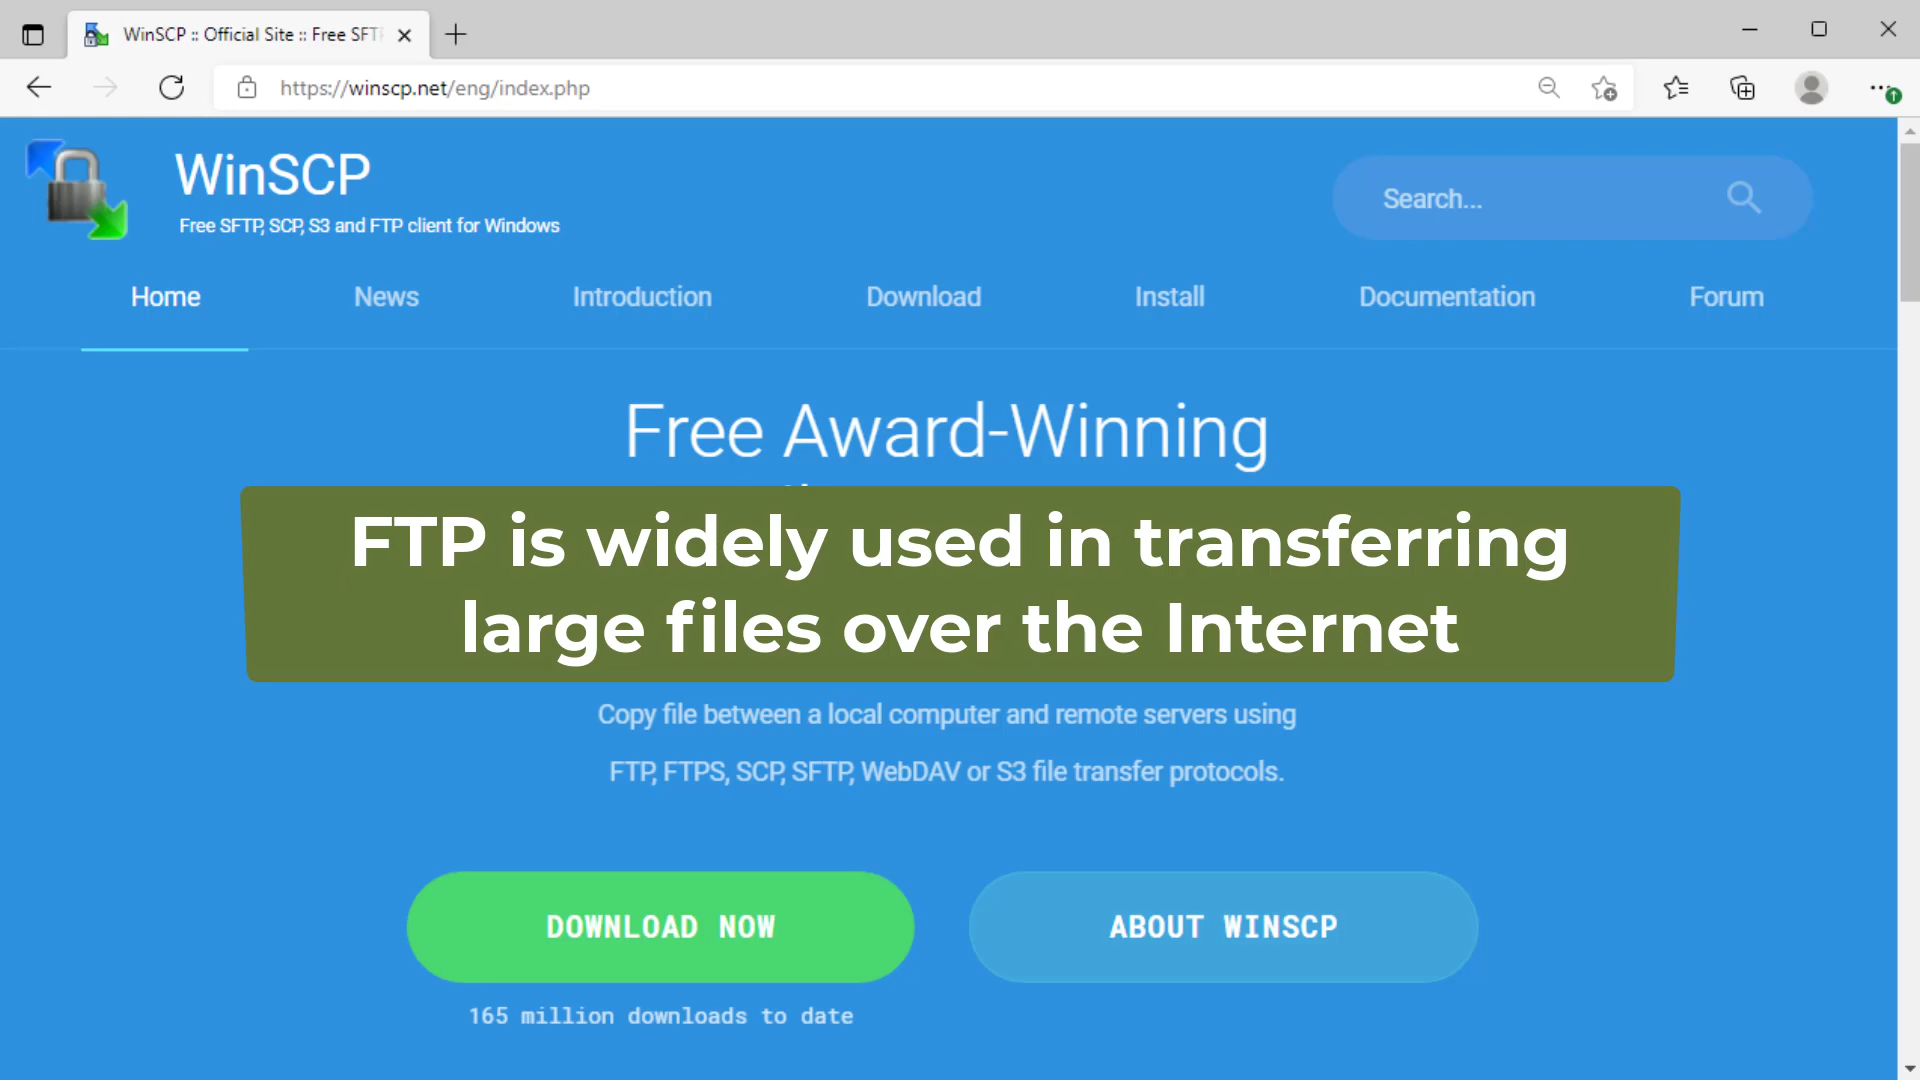 WinSCP :: Official Site :: Free SFT
https://winscp.net/eng/index.php
WinSCP
Free SFTP, SCP, S3 and FTP client for Windows
Search...
Home
News
Introduction
Download
Install
Documentation
Forum
Free Award-Winning
FTP is widely used in transferring
large files over the Internet
Copy file between a local computer and remote servers using
FTP, FTPS, SCP, SFTP, WebDAV or S3 file transfer protocols.
DOWNLOAD NOW
ABOUT WINSCP
165 million downloads to date